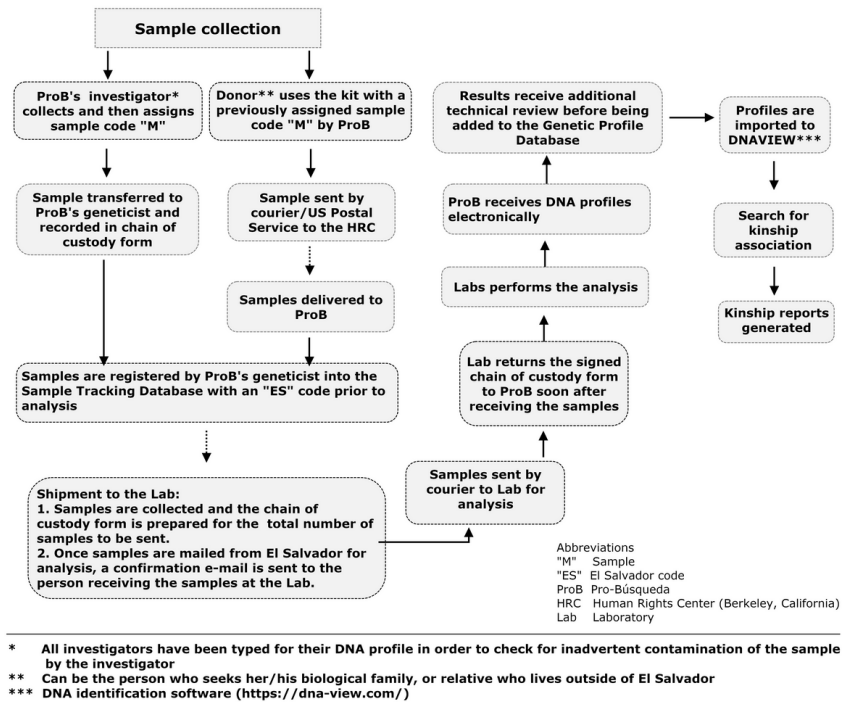 Sample collection
ProB's investigator*
collects and then assigns
sample code "M"
Donor** uses the kit with a
previously assigned sample
code "M" by ProB
Sample transferred to
ProB's geneticist and
recorded in chain of
custody form
Sample sent by
courier/US Postal
Service to the HRC
Samples delivered to
ProB
Samples are registered by ProB's geneticist into the
Sample Tracking Database with an "ES" code prior to
analysis
Shipment to the Lab:
1. Samples are collected and the chain of
custody form is prepared for the total number of
samples to be sent.
2. Once samples are mailed from El Salvador for
analysis, a confirmation e-mail is sent to the
person receiving the samples at the Lab.
Samples sent by
courier to Lab for
analysis
Lab returns the signed
chain of custody form
to ProB soon after
receiving the samples
Labs performs the analysis
ProB receives DNA profiles
electronically
Results receive additional
technical review before being
added to the Genetic Profile
Database
Profiles are
imported to
DNAVIEW***
Search for
kinship
association
Kinship reports
generated
Abbreviations
"M" Sample
"ES" El Salvador code
ProB Pro-Búsqueda
HRC Human Rights Center (Berkeley, California)
Lab Laboratory
* All investigators have been typed for their DNA profile in order to check for inadvertent contamination of the sample
by the investigator
** Can be the person who seeks her/his biological family, or relative who lives outside of El Salvador
*** DNA identification software (https://dna-view.com/)